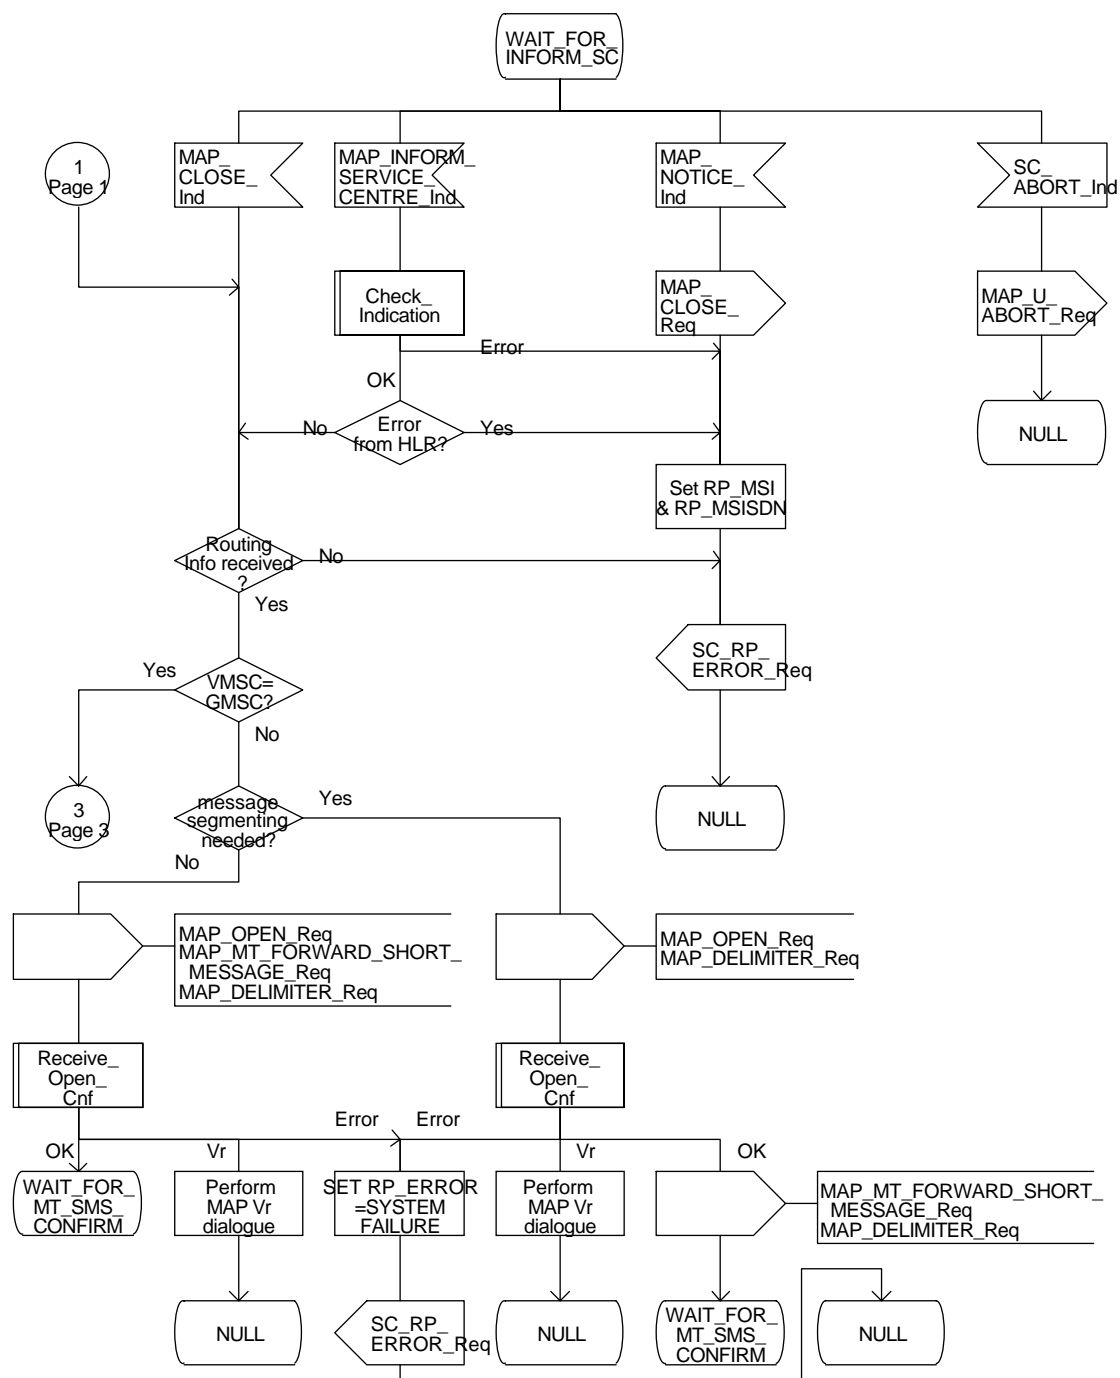 WAIT_FOR_
INFORM_SC
1
Page 1
MAP_
CLOSE_
Ind
MAP_INFORM_
SERVICE_
CENTRE_Ind
MAP_
NOTICE_
Ind
SC_
ABORT_Ind
Check_
Indication
MAP_
CLOSE_
Req
MAP_U_
ABORT_Req
Error
OK
No
Error
from HLR?
Yes
NULL
Set RP_MSI
& RP_MSISDN
Routing
Info received
?
No
Yes
SC_RP_
ERROR_Req
Yes
VMSC=
GMSC?
No
3
Page 3
message
segmenting
needed?
Yes
No
NULL
MAP_OPEN_Req
MAP_MT_FORWARD_SHORT_
MESSAGE_Req
MAP_DELIMITER_Req
MAP_OPEN_Req
MAP_DELIMITER_Req
Receive_
Open_
Cnf
Receive_
Open_
Cnf
Error
Error
OK
Vr
Vr
OK
WAIT_FOR_
MT_SMS_
CONFIRM
Perform
MAP Vr
dialogue
SET RP_ERROR
=SYSTEM
FAILURE
Perform
MAP Vr
dialogue
MAP_MT_FORWARD_SHORT_
MESSAGE_Req
MAP_DELIMITER_Req
NULL
SC_RP_
ERROR_Req
NULL
WAIT_FOR_
MT_SMS_
CONFIRM
NULL